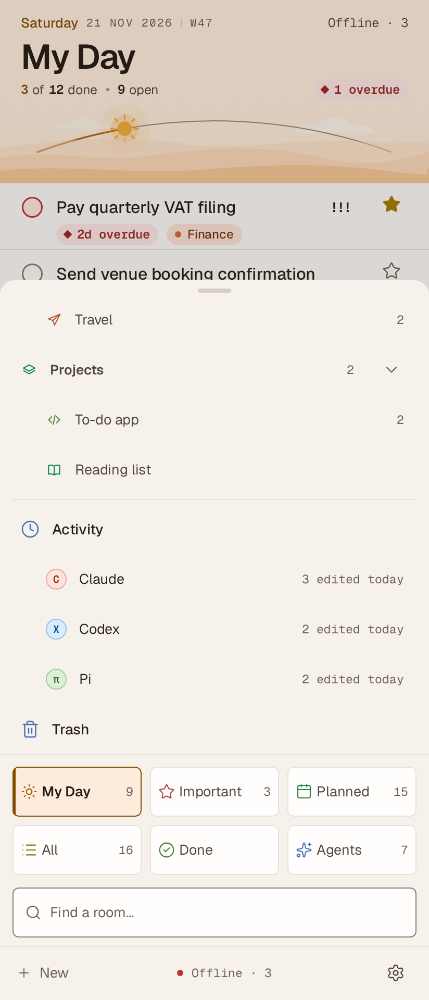 Saturday 21 NOV 2026 | W47 Offline · 3
My Day
3 of 12 done • 9 open ◆ 1 overdue
Pay quarterly VAT filing !!!
◆ 2d overdue • Finance
Send venue booking confirmation
Travel 2
Projects 2
To-do app 2
Reading list
Activity
C Claude 3 edited today
X Codex 2 edited today
π Pi 2 edited today
Trash
My Day 9 Important 3 Planned 15
All 16 Done Agents 7
Find a room…
+ New • Offline · 3